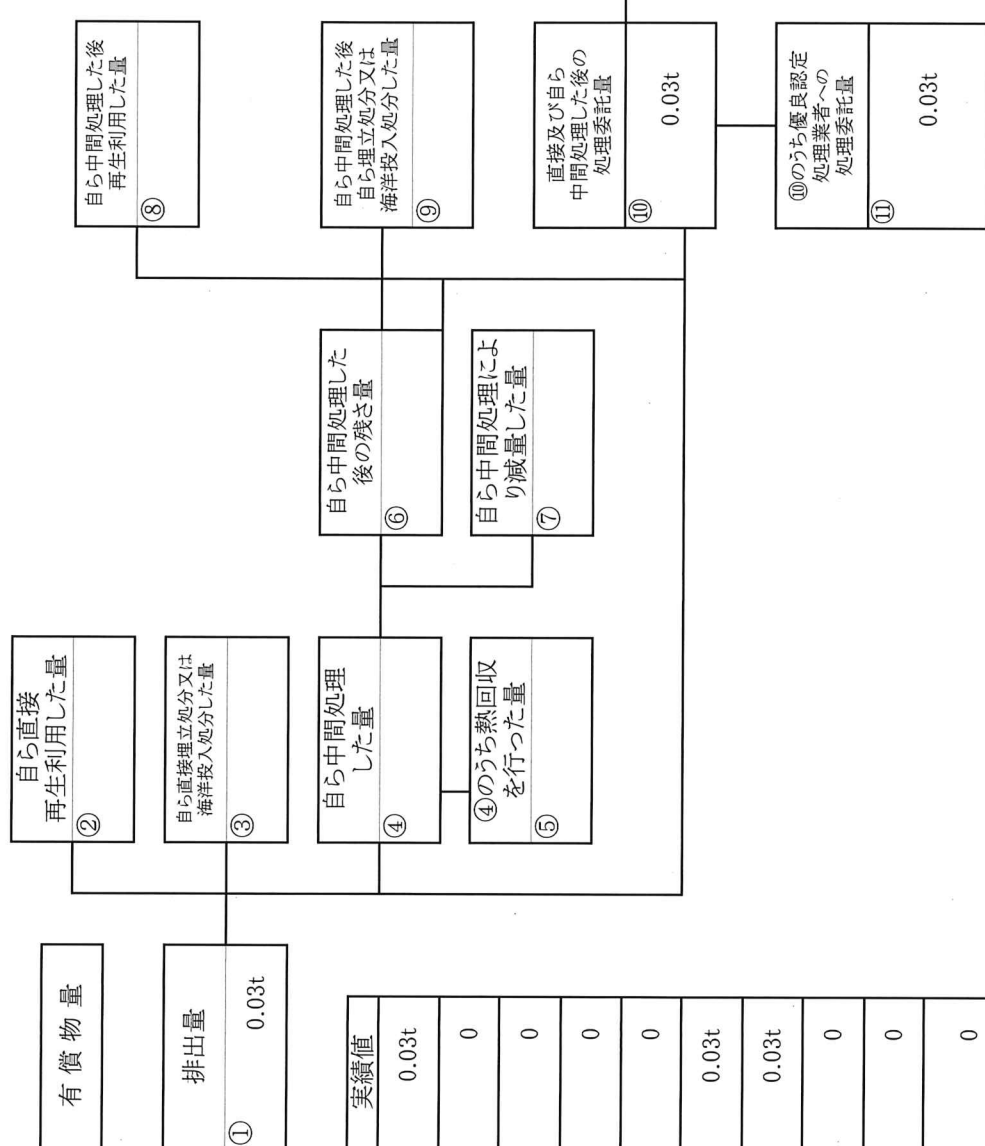 有償物量
排出量
①
0.03t
自ら直接
再生利用した量
②
自ら直接埋立処分又は
海洋投入処分した量
③
自ら中間処理
した量
④
④のうち熱回収
を行った量
⑤
自ら中間処理した
後の残さ量
⑥
自ら中間処理によ
り減量した量
⑦
自ら中間処理した後
再生利用した量
⑧
自ら中間処理した後
自ら埋立処分又は
海洋投入処分した量
⑨
直接及び自ら
中間処理した後の
処理委託量
⑩
0.03t
⑩のうち優良認定
処理業者への
処理委託量
⑪
0.03t
実績値
0.03t
0
0
0
0
0.03t
0.03t
0
0
0